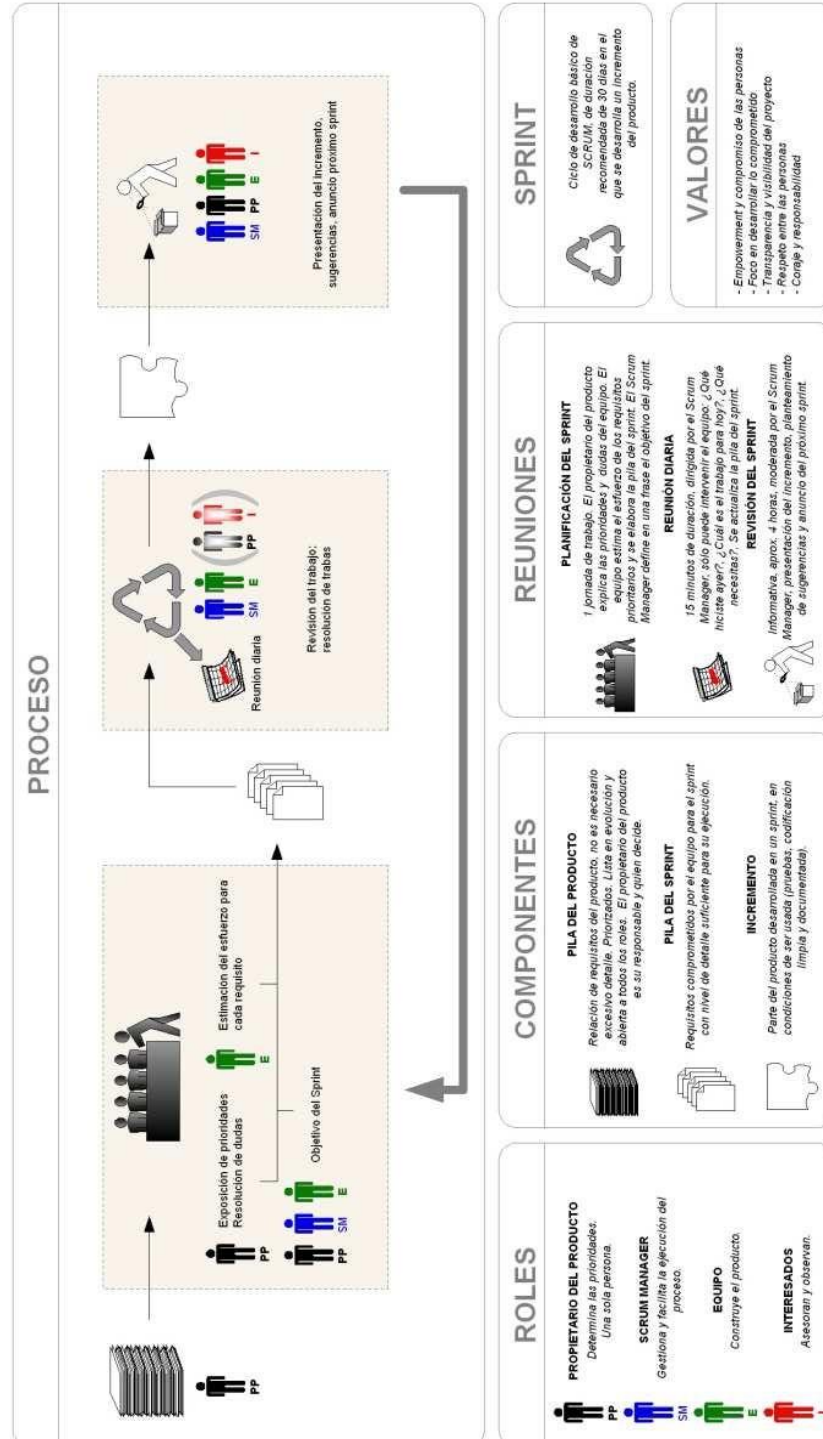 PROCESO
PP
Exposición de prioridades
Resolución de dudas
PP
Estimación del esfuerzo para
cada requisito
E
Objetivo del Sprint
PP
SM
E
Reunión diaria
SM
E
PP
I
Revisión del trabajo:
resolución de trabas
SM
PP
E
I
Presentación del incremento,
sugerencias, anuncio próximo sprint
ROLES
PROPIETARIO DEL PRODUCTO
Determina las prioridades.
Una sola persona.
PP
SCRUM MANAGER
Gestiona y facilita la ejecución del
proceso.
SM
EQUIPO
Construye el producto.
E
INTERESADOS
Asesoran y observan.
I
COMPONENTES
PILA DEL PRODUCTO
Relación de requisitos del producto, no es necesario
excesivo detalle. Priorizados. Lista en evolución y
abierta a todos los roles. El propietario del producto
es su responsable y quien decide.
PILA DEL SPRINT
Requisitos comprometidos por el equipo para el sprint
con nivel de detalle suficiente para su ejecución.
INCREMENTO
Parte del producto desarrollada en un sprint, en
condiciones de ser usada (pruebas, codificación
limpia y documentada).
REUNIONES
PLANIFICACIÓN DEL SPRINT
1 jornada de trabajo. El propietario del producto
explica las prioridades y dudas del equipo. El
equipo estima el esfuerzo de los requisitos
prioritarios y se elabora la pila del sprint. El Scrum
Manager define en una frase el objetivo del sprint.
REUNIÓN DIARIA
15 minutos de duración, dirigida por el Scrum
Manager, sólo puede intervenir el equipo: ¿Qué
hiciste ayer?, ¿Cuál es el trabajo para hoy?, ¿Qué
necesitas?. Se actualiza la pila del sprint.
REVISIÓN DEL SPRINT
Informativa, aprox. 4 horas, moderada por el Scrum
Manager, presentación del incremento, planteamiento
de sugerencias y anuncio del próximo sprint.
SPRINT
Ciclo de desarrollo básico de
SCRUM, de duración
recomendada de 30 días en el
que se desarrolla un incremento
del producto.
VALORES
- Empowerment y compromiso de las personas
- Foco en desarrollar lo comprometido
- Transparencia y visibilidad del proyecto
- Respeto entre las personas
- Coraje y responsabilidad